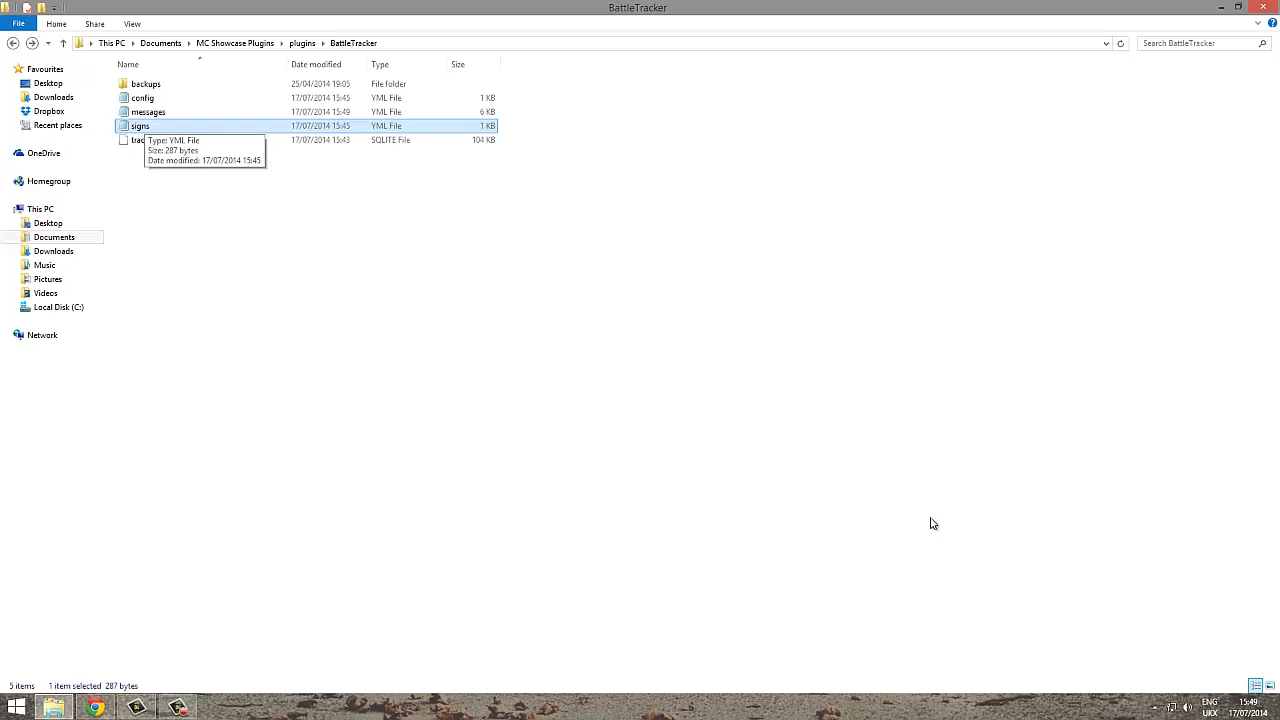 BattleTracker
File Home Share View
This PC Documents MC Showcase Plugins plugins BattleTracker Search BattleTracker
Name Date modified Type Size
Favourites
Desktop
Downloads
Dropbox
Recent places
OneDrive
Homegroup
This PC
Desktop
Documents
Downloads
Music
Pictures
Videos
Local Disk (C:)
Network
backups 25/04/2014 19:05 File folder
config 17/07/2014 15:45 YML File 1 KB
messages 17/07/2014 15:49 YML File 6 KB
signs 17/07/2014 15:45 YML File 1 KB
17/07/2014 15:43 SQLITE File 104 KB
Type: YML File
Size: 287 bytes
Date modified: 17/07/2014 15:45
5 items 1 item selected 287 bytes
ENG 15:49
UKX 17/07/2014